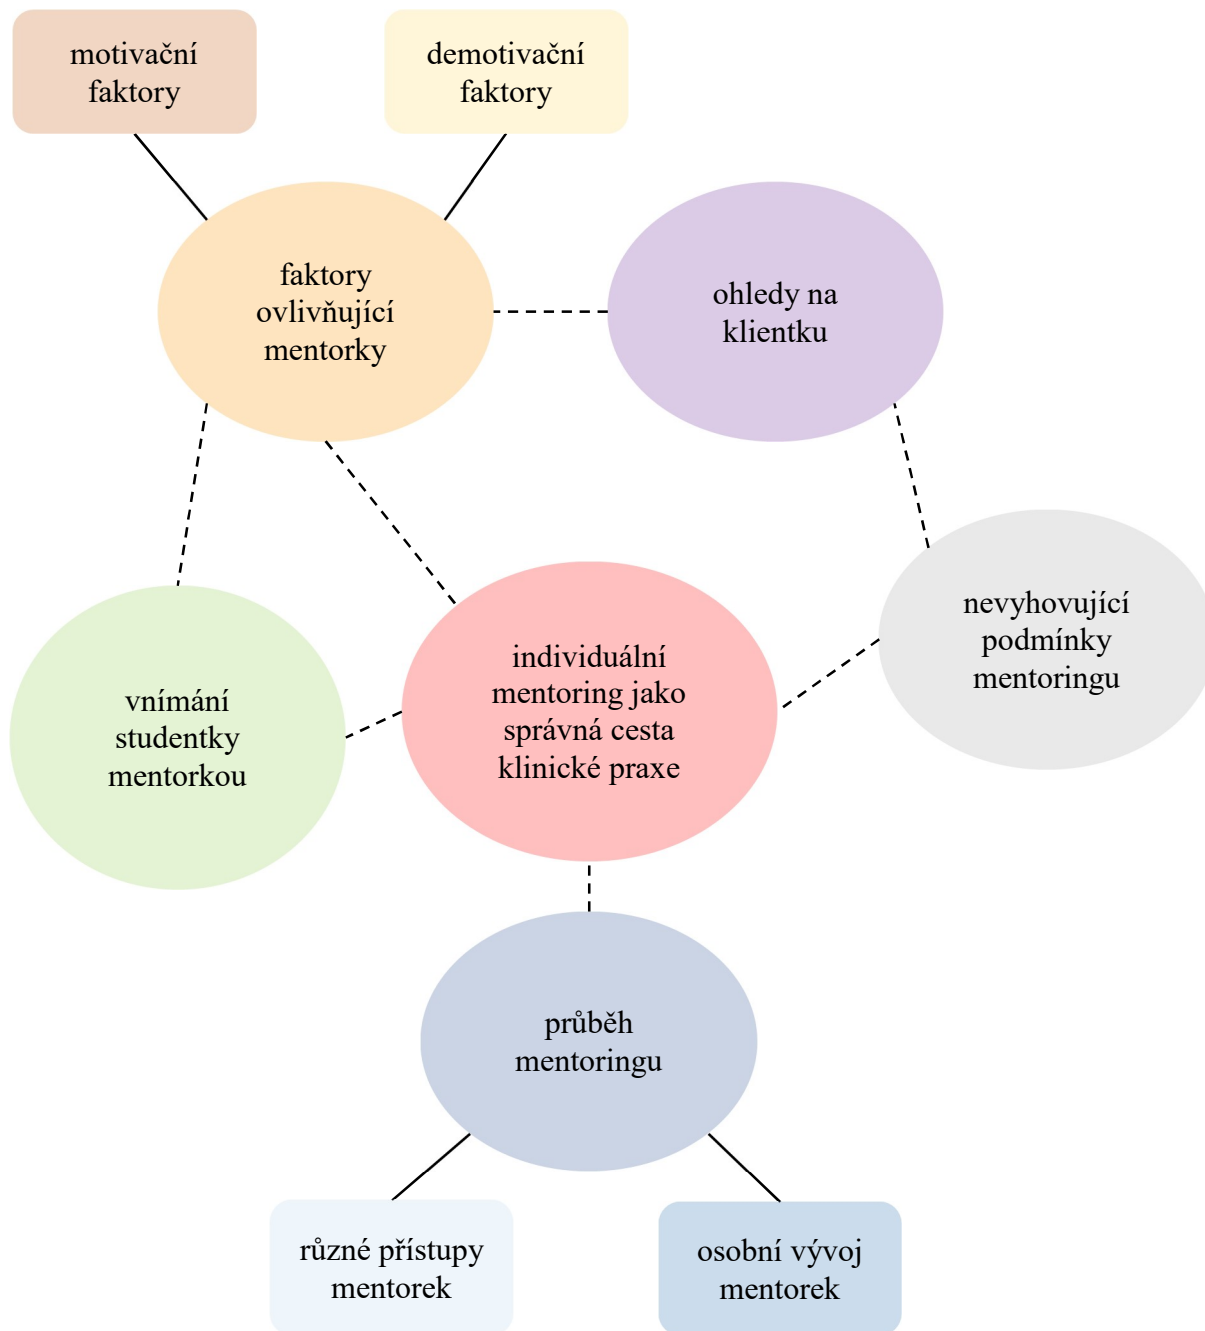 motivační
faktory
demotivační
faktory
faktory
ovlivňující
mentorky
ohledy na
klientku
nevyhovující
podmínky
mentoringu
individuální
mentoring jako
správná cesta
klinické praxe
vnímání
studentky
mentorkou
průběh
mentoringu
různé přístupy
mentorek
osobní vývoj
mentorek